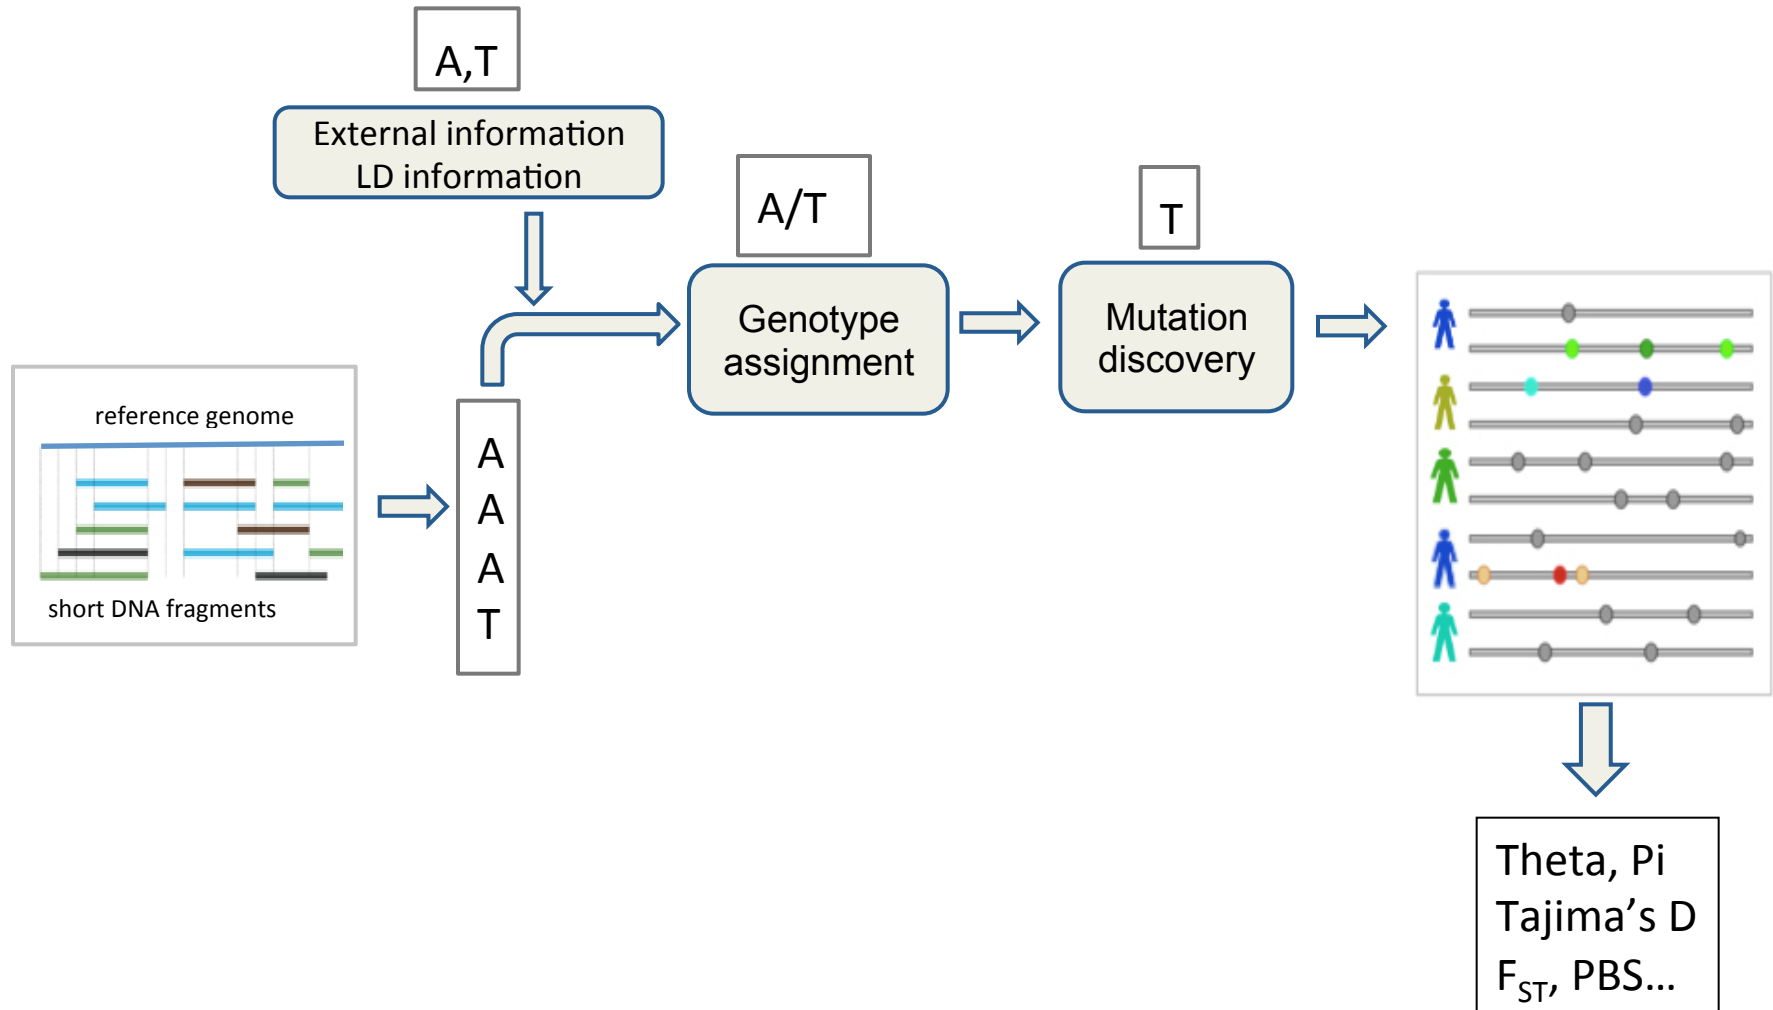 A,T
External information
LD information
A/T
T
Genotype
assignment
Mutation
discovery
reference genome
short DNA fragments
A
A
A
T
Theta, Pi
Tajima’s D
FST, PBS…